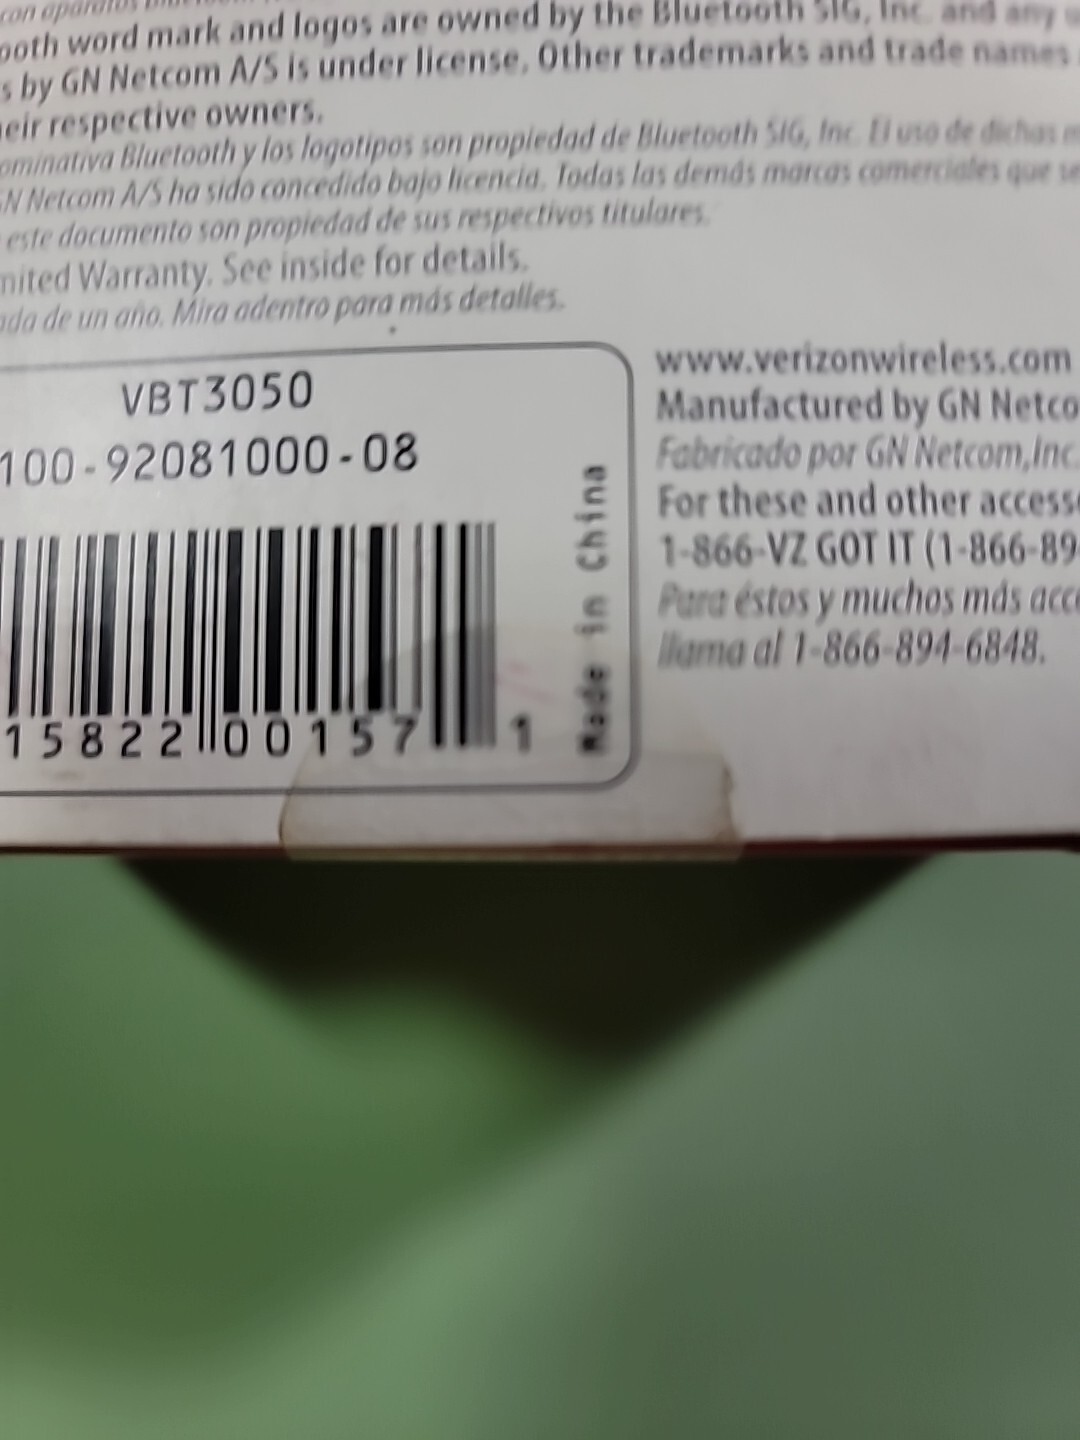 con aparatos
ooth word mark and logos are owned by the Bluetooth SIG, Inc. and any u
s by GN Netcom A/S is under license. Other trademarks and trade names
eir respective owners.
ominativa Bluetooth y los logotipos son propiedad de Bluetooth SIG, Inc. El uso de dichas
GN Netcom A/S ha sido concedido bajo licencia. Todas las demás marcas comerciales que se
este documento son propiedad de sus respectivos titulares.
mited Warranty. See inside for details.
ada de un año. Mira adentro para más detalles.
VBT3050
100-92081000-08
15822 00157 1
Made in China
www.verizonwireless.com
Manufactured by GN Netco
Fabricado por GN Netcom,Inc.
For these and other access
1-866-VZ GOT IT (1-866-89
Para éstos y muchos más acc
llama al 1-866-894-6848.